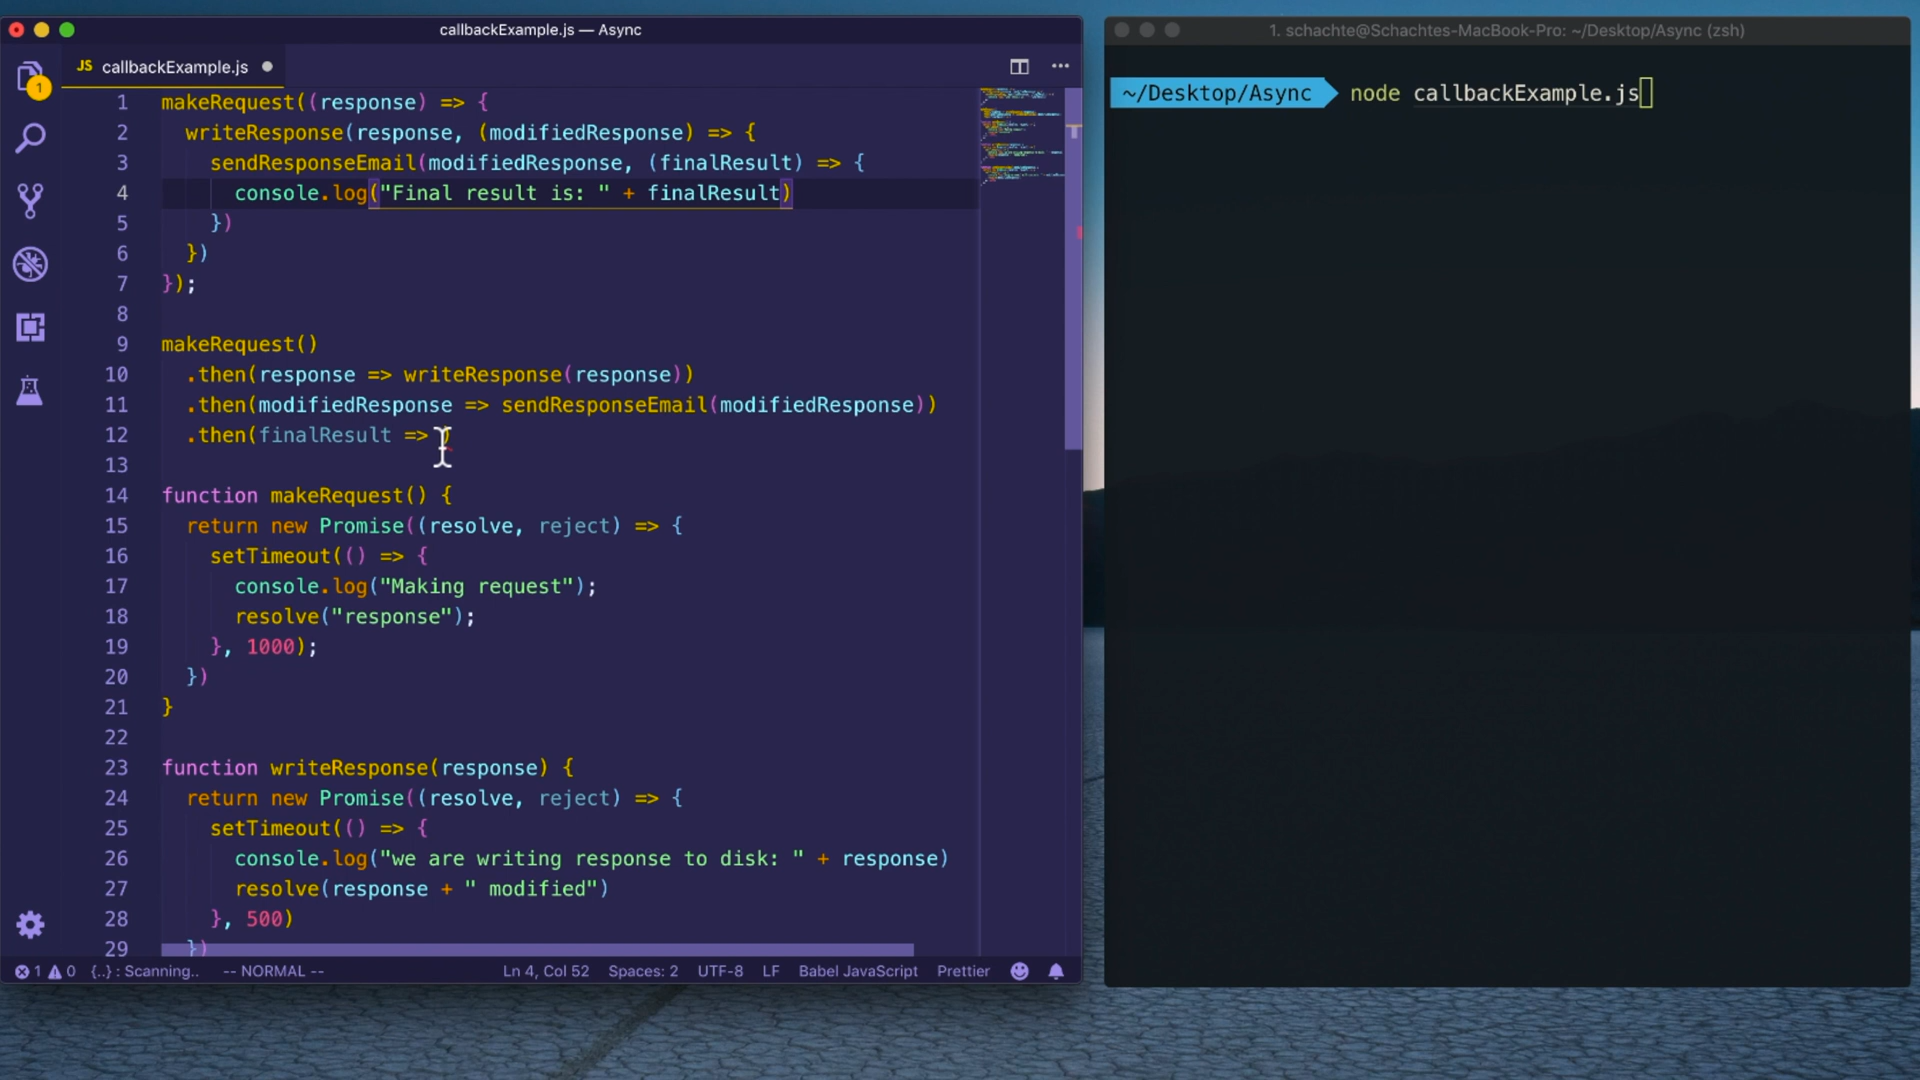 callbackExample.js — Async
JS callbackExample.js
1
1 makeRequest((response) => {
2 writeResponse(response, (modifiedResponse) => {
3 sendResponseEmail(modifiedResponse, (finalResult) => {
4 console.log("Final result is: " + finalResult)
5 })
6 })
7 });
8
9 makeRequest()
10 .then(response => writeResponse(response))
11 .then(modifiedResponse => sendResponseEmail(modifiedResponse))
12 .then(finalResult => )
13
14 function makeRequest() {
15 return new Promise((resolve, reject) => {
16 setTimeout(() => {
17 console.log("Making request");
18 resolve("response");
19 }, 1000);
20 })
21 }
22
23 function writeResponse(response) {
24 return new Promise((resolve, reject) => {
25 setTimeout(() => {
26 console.log("we are writing response to disk: " + response)
27 resolve(response + " modified")
28 }, 500)
29 })
1 0 {..} : Scanning.. -- NORMAL -- Ln 4, Col 52 Spaces: 2 UTF-8 LF Babel JavaScript Prettier
1. schachte@Schachtes-MacBook-Pro: ~/Desktop/Async (zsh)
~/Desktop/Async node callbackExample.js